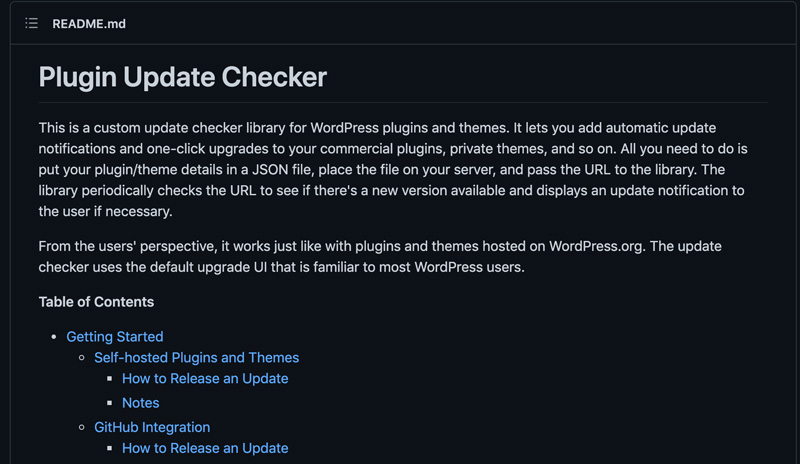 README.md
Plugin Update Checker
This is a custom update checker library for WordPress plugins and themes. It lets you add automatic update
notifications and one-click upgrades to your commercial plugins, private themes, and so on. All you need to do is
put your plugin/theme details in a JSON file, place the file on your server, and pass the URL to the library. The
library periodically checks the URL to see if there's a new version available and displays an update notification to
the user if necessary.
From the users' perspective, it works just like with plugins and themes hosted on WordPress.org. The update
checker uses the default upgrade UI that is familiar to most WordPress users.
Table of Contents
Getting Started
Self-hosted Plugins and Themes
How to Release an Update
Notes
GitHub Integration
How to Release an Update